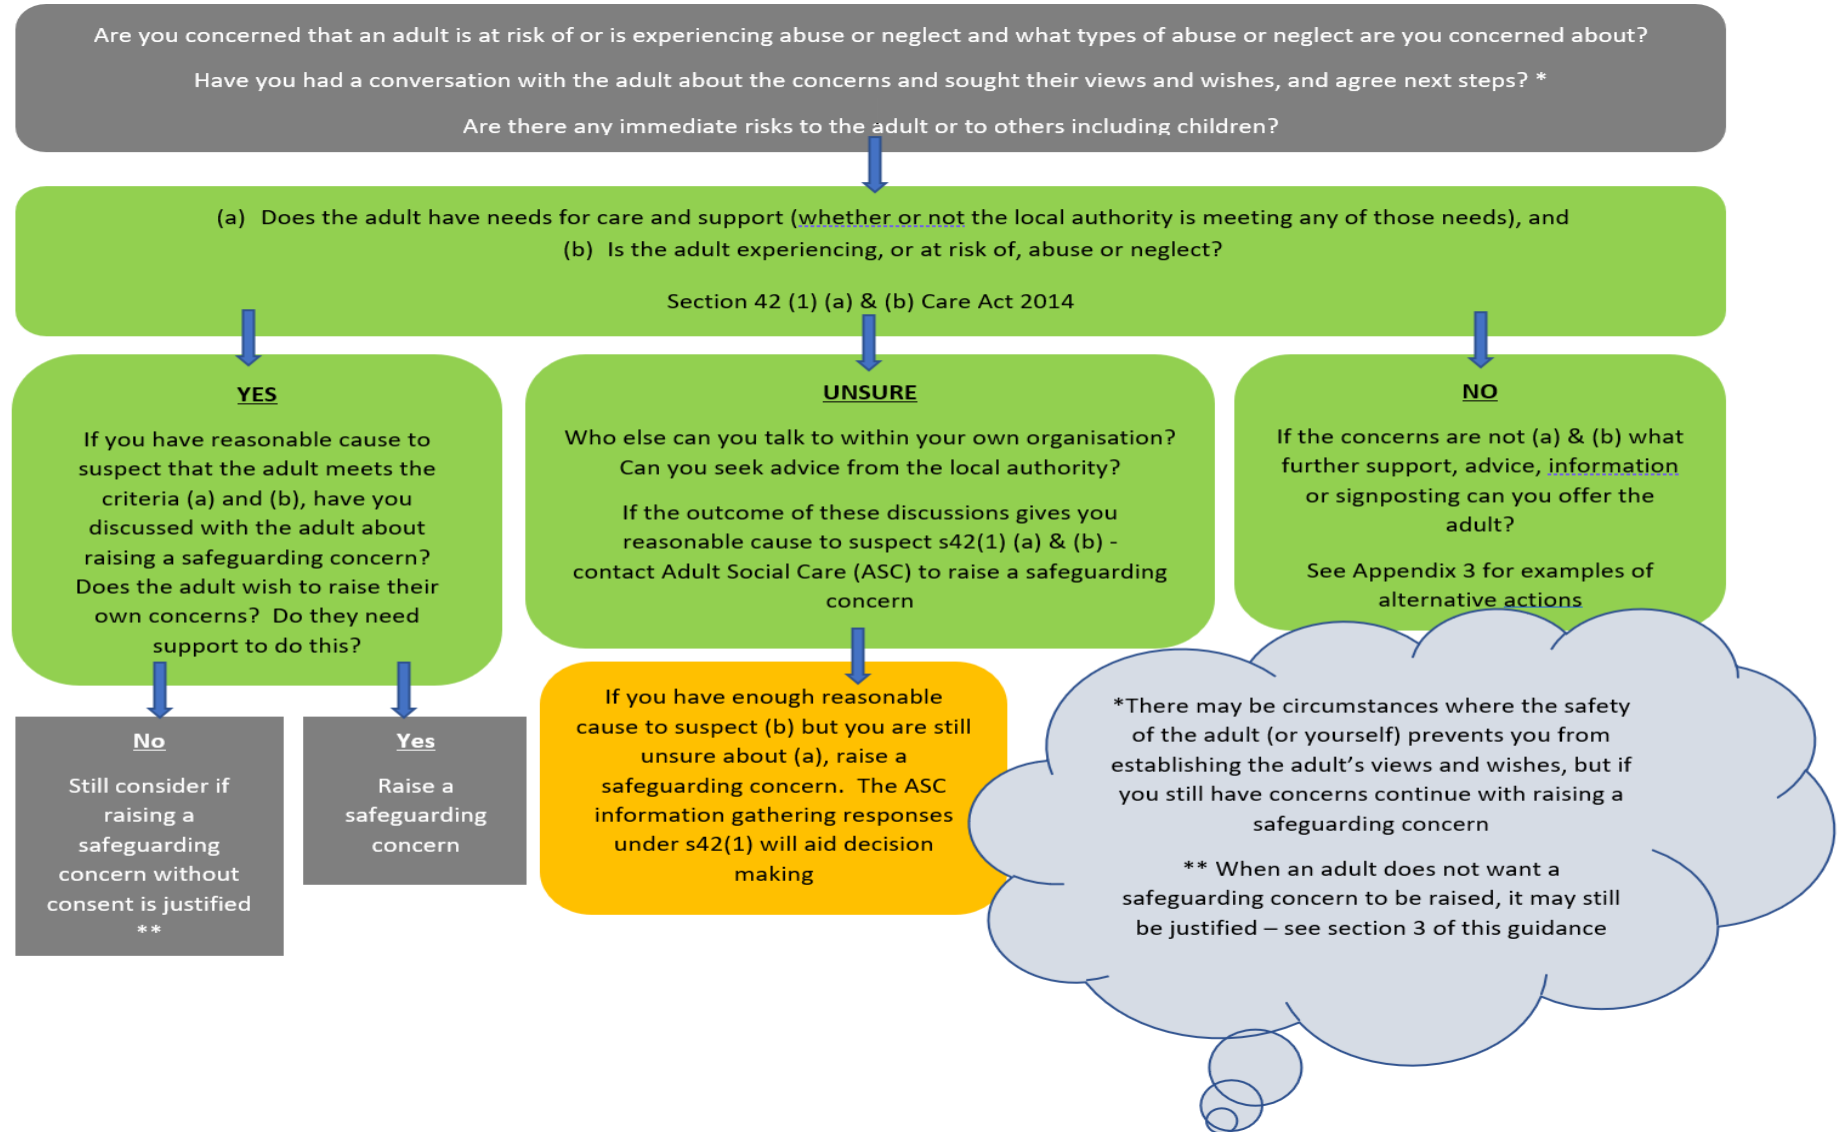 Are you concerned that an adult is at risk of or is experiencing abuse or neglect and what types of abuse or neglect are you concerned about?
Have you had a conversation with the adult about the concerns and sought their views and wishes, and agree next steps? *
Are there any immediate risks to the adult or to others including children?
(a) Does the adult have needs for care and support (whether or not the local authority is meeting any of those needs), and
(b) Is the adult experiencing, or at risk of, abuse or neglect?
Section 42 (1) (a) & (b) Care Act 2014
YES
If you have reasonable cause to
suspect that the adult meets the
criteria (a) and (b), have you
discussed with the adult about
raising a safeguarding concern?
Does the adult wish to raise their
own concerns? Do they need
support to do this?
UNSURE
Who else can you talk to within your own organisation?
Can you seek advice from the local authority?
If the outcome of these discussions gives you
reasonable cause to suspect s42(1) (a) & (b) -
contact Adult Social Care (ASC) to raise a safeguarding
concern
NO
If the concerns are not (a) & (b) what
further support, advice, information
or signposting can you offer the
adult?
See Appendix 3 for examples of
alternative actions
No
Still consider if
raising a
safeguarding
concern without
consent is justified
**
Yes
Raise a
safeguarding
concern
If you have enough reasonable
cause to suspect (b) but you are still
unsure about (a), raise a
safeguarding concern. The ASC
information gathering responses
under s42(1) will aid decision
making
*There may be circumstances where the safety
of the adult (or yourself) prevents you from
establishing the adult’s views and wishes, but if
you still have concerns continue with raising a
safeguarding concern
** When an adult does not want a
safeguarding concern to be raised, it may still
be justified – see section 3 of this guidance